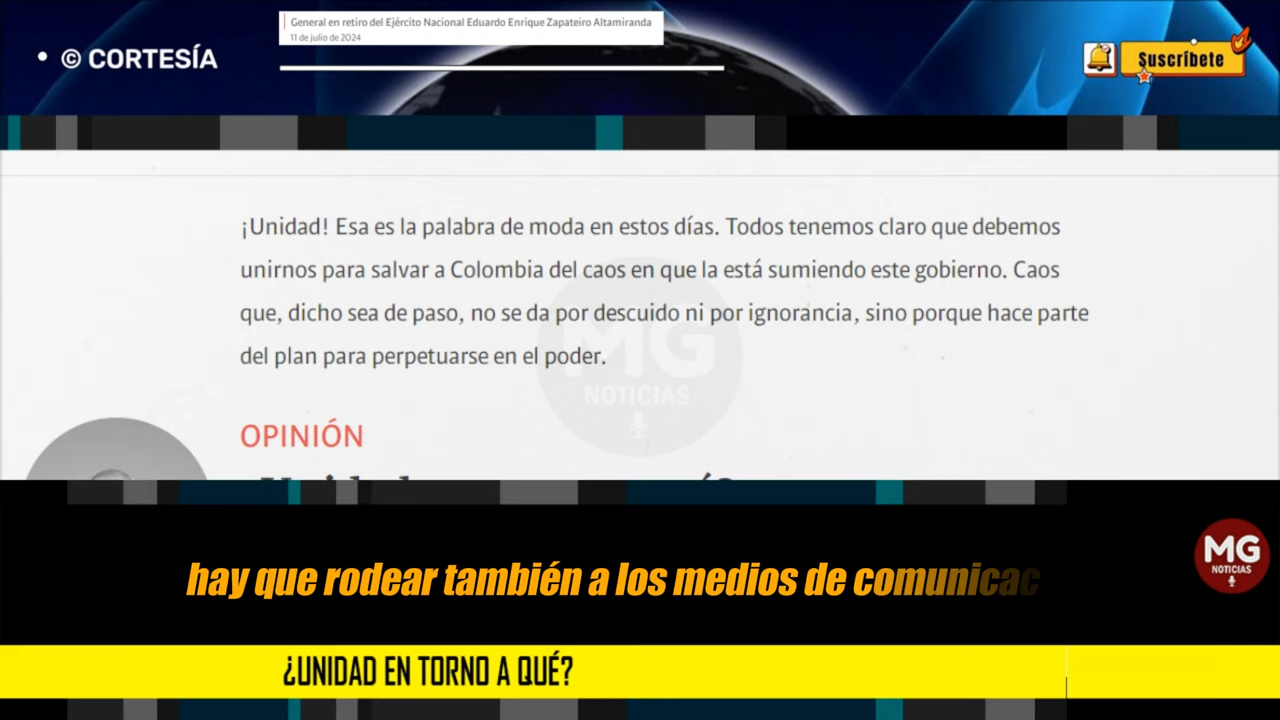 General en retiro del Ejército Nacional Eduardo Enrique Zapateiro Altamiranda
11 de julio de 2024
• © CORTESÍA
Suscríbete
¡Unidad! Esa es la palabra de moda en estos días. Todos tenemos claro que debemos
unirnos para salvar a Colombia del caos en que la está sumiendo este gobierno. Caos
que, dicho sea de paso, no se da por descuido ni por ignorancia, sino porque hace parte
del plan para perpetuarse en el poder.
MG
NOTICIAS
OPINIÓN
hay que rodear también a los medios de comunicac
MG
NOTICIAS
¿UNIDAD EN TORNO A QUÉ?